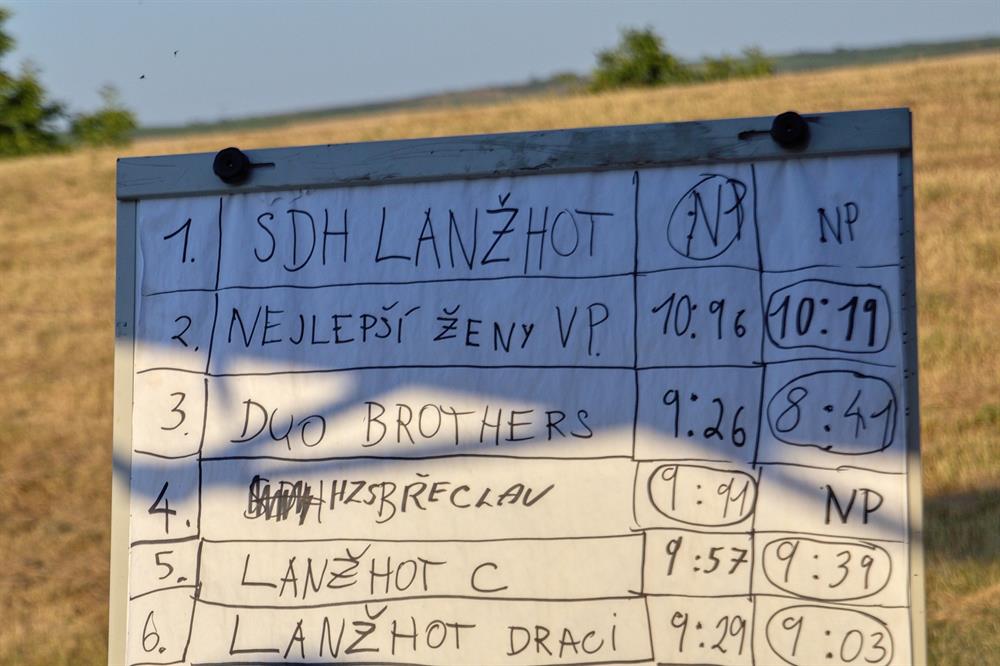 1. SDH LANŽHOT NP NP
2. NEJLEPŠÍ ŽENY VP. 10:96 10:19
3. DUO BROTHERS 9:26 8:41
4. HZS BŘECLAV 9:91 NP
5. LANŽHOT C 9:57 9:39
6. LANŽHOT DRACI 9:29 9:03